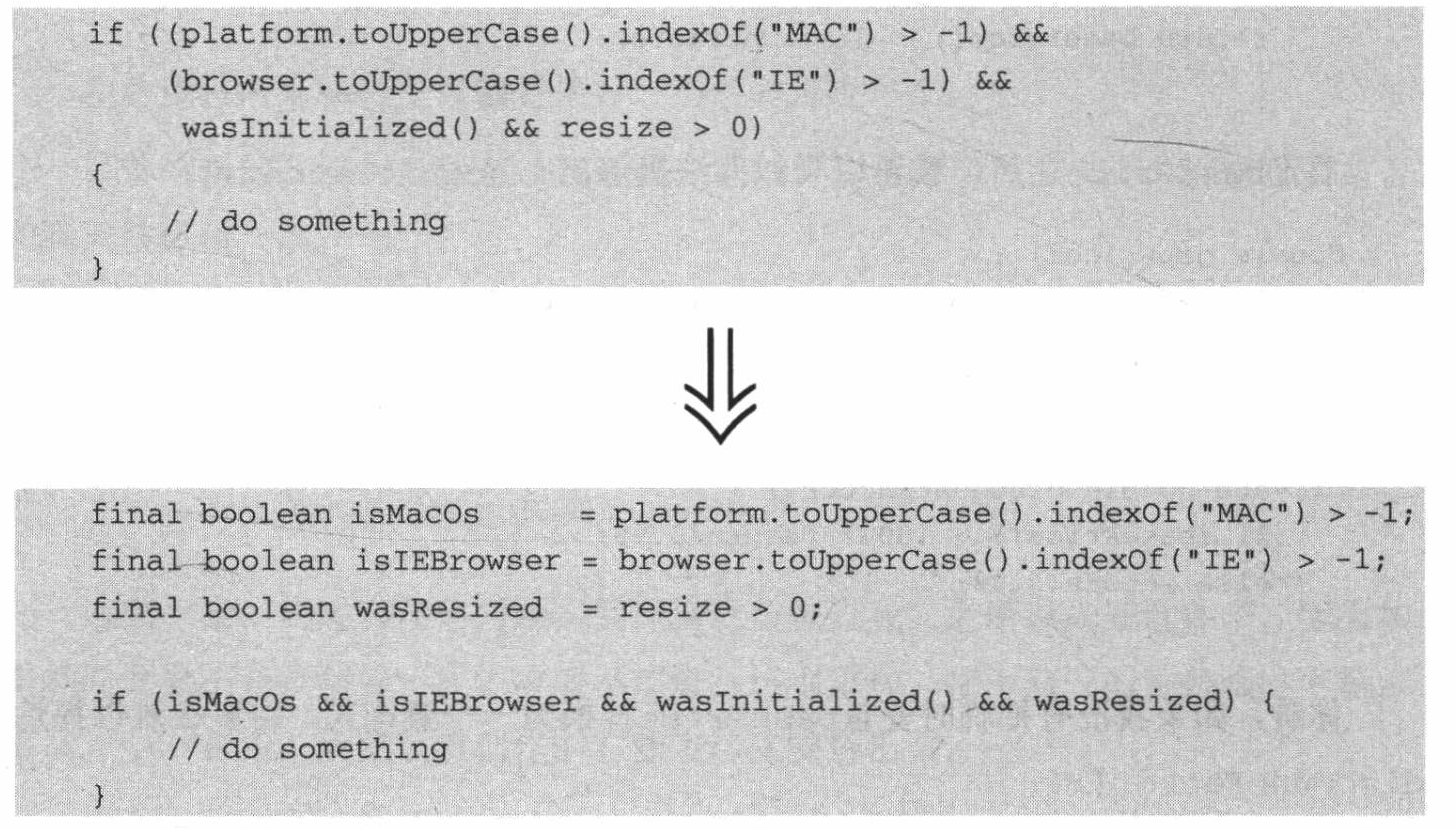 if ((platform.toUpperCase().indexOf("MAC") > -1) &&
    (browser.toUpperCase().indexOf("IE") > -1) &&
     wasInitialized() && resize > 0)
{
    // do something
}
final boolean isMacOs     = platform.toUpperCase().indexOf("MAC") > -1;
final boolean isIEBrowser = browser.toUpperCase().indexOf("IE") > -1;
final boolean wasResized  = resize > 0;
if (isMacOs && isIEBrowser && wasInitialized() && wasResized) {
    // do something
}